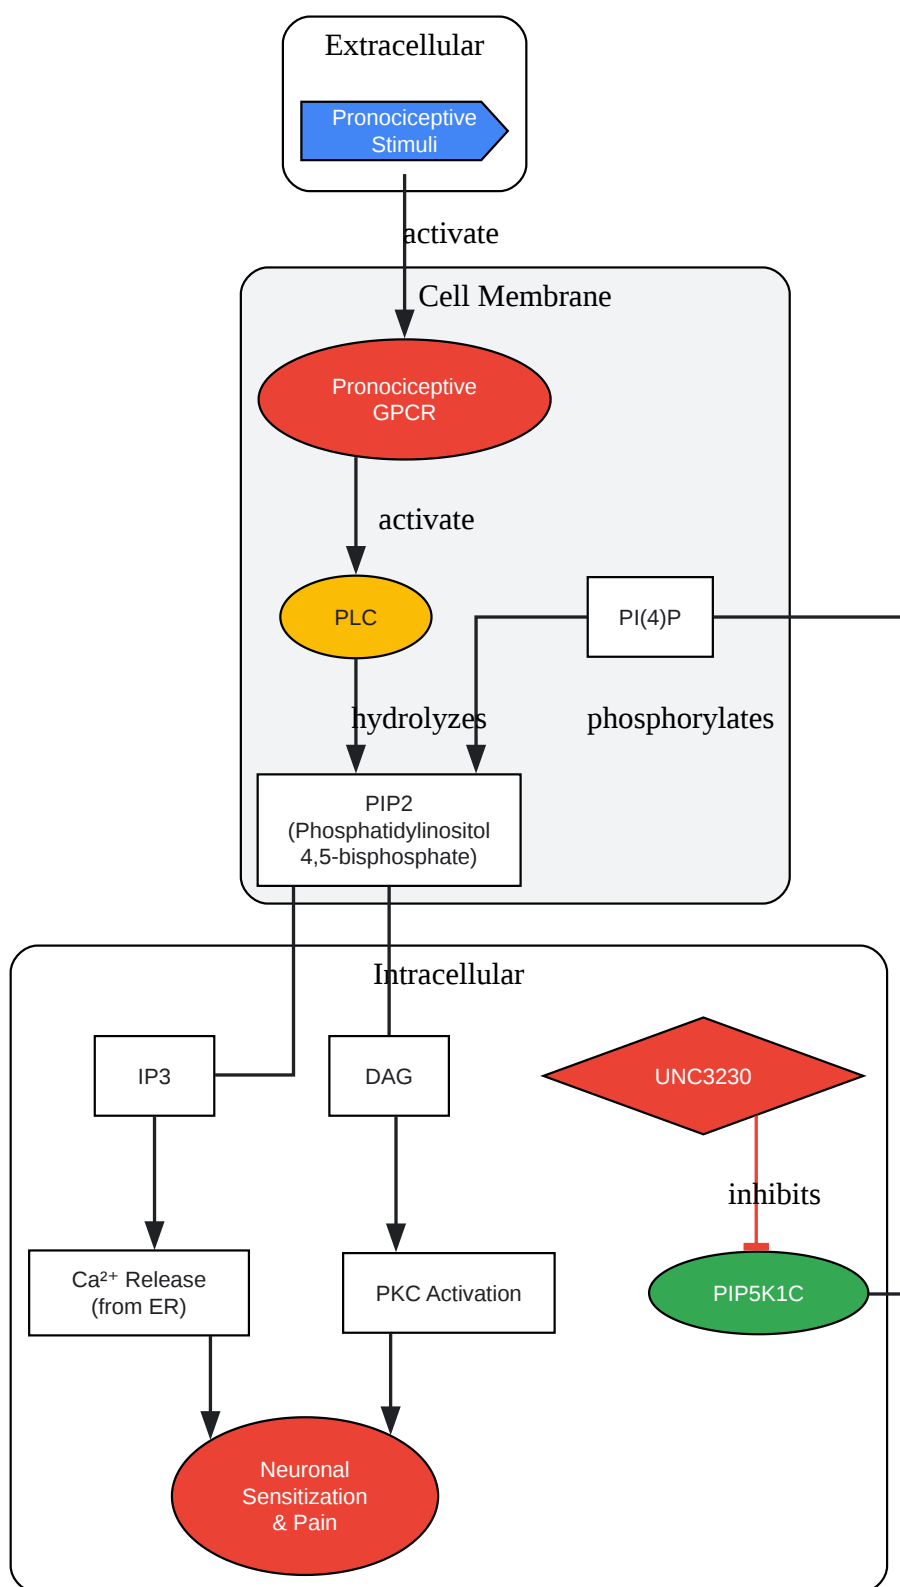 Extracellular
Pronociceptive
Stimuli
activate
Cell Membrane
Pronociceptive
GPCR
activate
PLC
PI(4)P
hydrolyzes
phosphorylates
PIP2
(Phosphatidylinositol
4,5-bisphosphate)
Intracellular
IP3
DAG
UNC3230
inhibits
Ca²⁺ Release
(from ER)
PKC Activation
PIP5K1C
Neuronal
Sensitization
& Pain